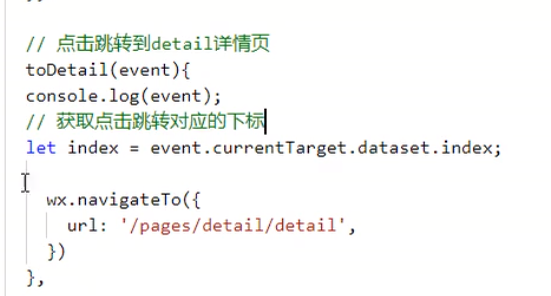 // 点击跳转到detail详情页
toDetail(event){
console.log(event);
// 获取点击跳转对应的下标
let index = event.currentTarget.dataset.index;
wx.navigateTo({
url: '/pages/detail/detail',
})
},